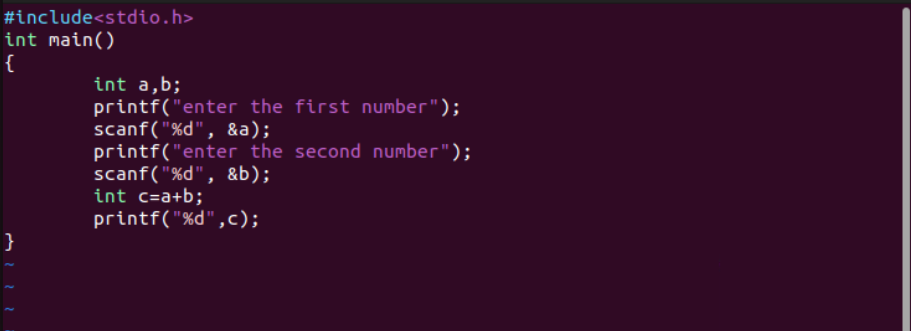 #include<stdio.h>
int main()
{
        int a,b;
        printf("enter the first number");
        scanf("%d", &a);
        printf("enter the second number");
        scanf("%d", &b);
        int c=a+b;
        printf("%d",c);
}
~
~
~
~